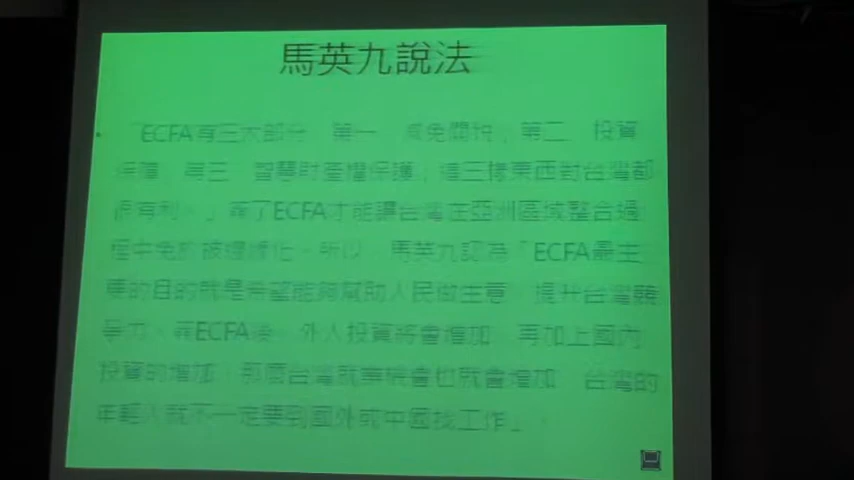 馬英九說法
「ECFA有三大部分，第一，減免關稅；第二，投資
保障，第三，智慧財產權保護；這三樣東西對台灣都
很有利。」簽了ECFA才能讓台灣在亞洲區域整合過
程中免於被邊緣化。所以，馬英九認為「ECFA最主
要的目的就是希望能夠幫助人民做生意，提升台灣競
爭力。簽ECFA後，外人投資將會增加，再加上國內
投資的增加，那麼台灣就業機會也就會增加，台灣的
年輕人就不一定要到國外或中國找工作」。